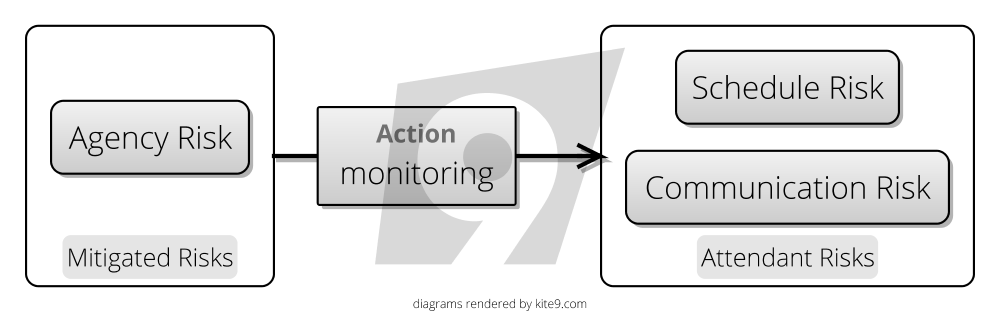 Agency Risk
Mitigated Risks
Action
monitoring
Schedule Risk
Communication Risk
Attendant Risks
diagrams rendered by kite9.com